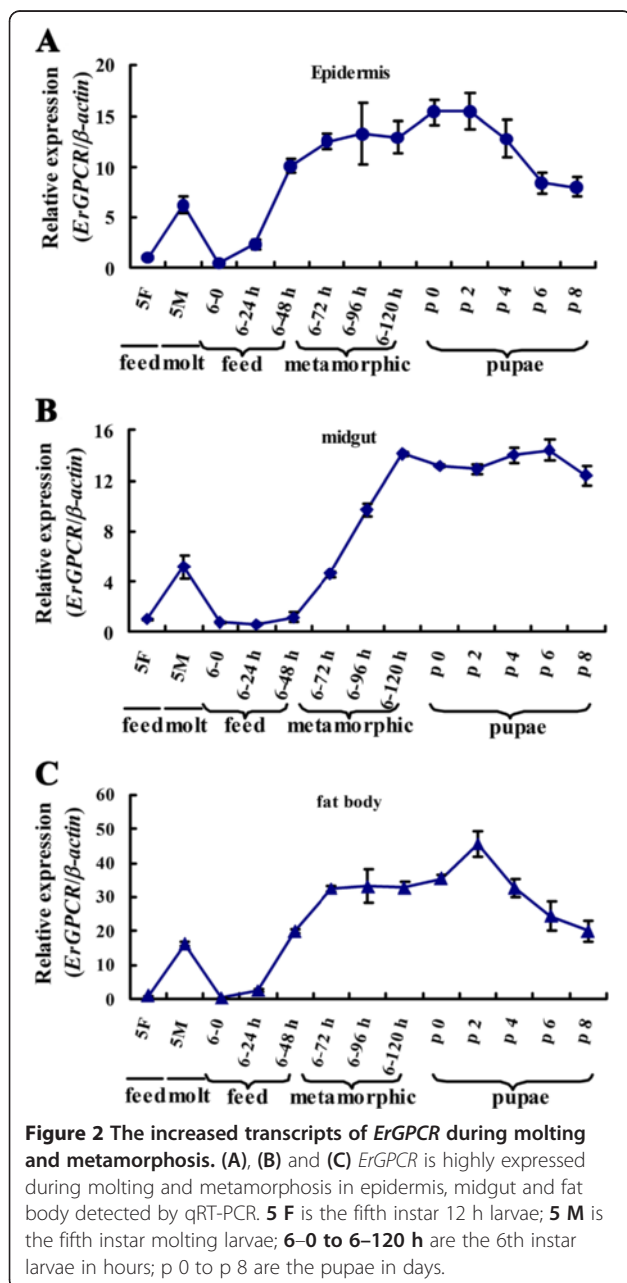 A
Epidermis
Relative expression
(ErGPCR/β-actin)
20
15
10
5
0
5F
5M
6-0
6-24 h
6-48 h
6-72 h
6-96 h
6-120 h
p 0
p 2
p 4
p 6
p 8
feed molt feed metamorphic pupae
B
midgut
Relative expression
(ErGPCR/β-actin)
16
12
8
4
0
5F
5M
6-0
6-24 h
6-48 h
6-72 h
6-96 h
6-120 h
p 0
p 2
p 4
p 6
p 8
feed molt feed metamorphic pupae
C
fat body
Relative expression
(ErGPCR/β-actin)
60
50
40
30
20
10
0
5F
5M
6-0
6-24 h
6-48 h
6-72 h
6-96 h
6-120 h
p 0
p 2
p 4
p 6
p 8
feed molt feed metamorphic pupae
Figure 2 The increased transcripts of ErGPCR during molting
and metamorphosis. (A), (B) and (C) ErGPCR is highly expressed
during molting and metamorphosis in epidermis, midgut and fat
body detected by qRT-PCR. 5 F is the fifth instar 12 h larvae; 5 M is
the fifth instar molting larvae; 6–0 to 6–120 h are the 6th instar
larvae in hours; p 0 to p 8 are the pupae in days.